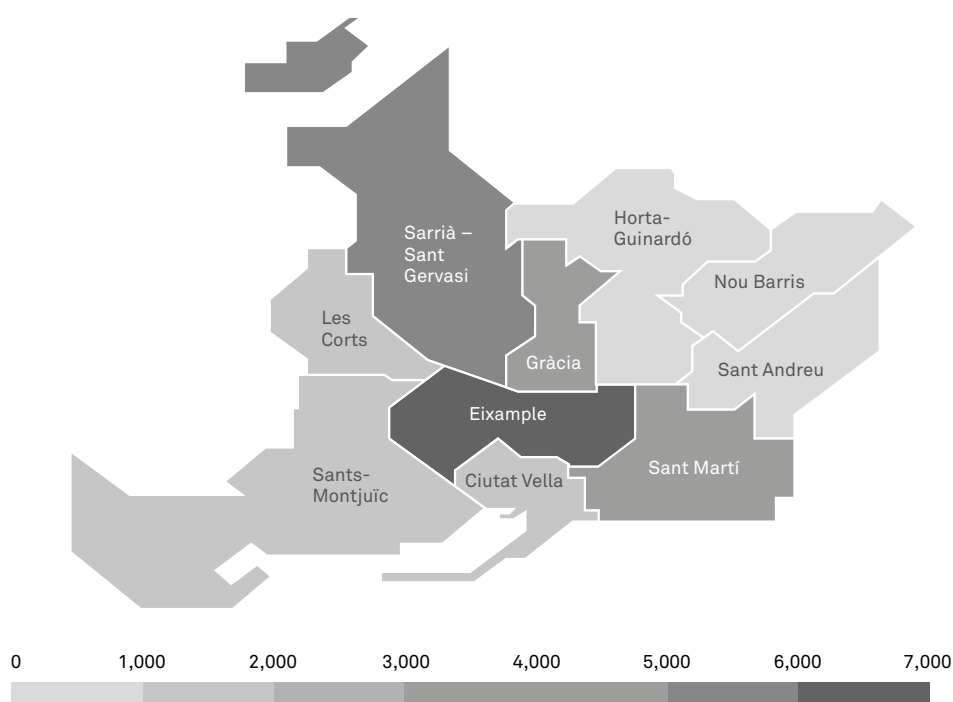 Horta-
Guinardó
Sarrià –
Sant
Gervasi
Nou Barris
Les
Corts
Gràcia
Sant Andreu
Eixample
Sant Martí
Sants-
Montjuïc
Ciutat Vella
0 1,000 2,000 3,000 4,000 5,000 6,000 7,000